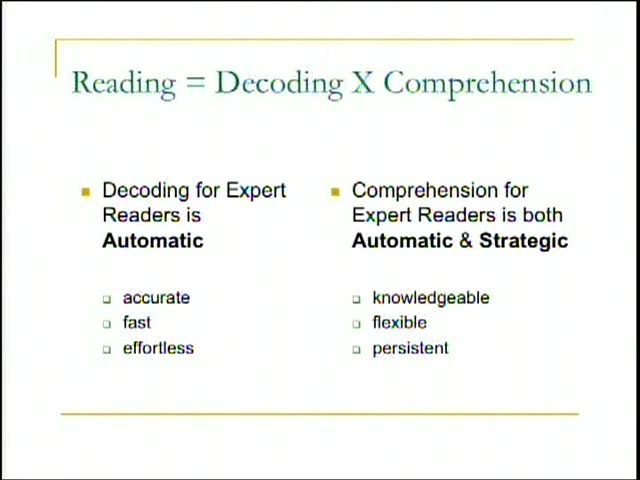 Reading = Decoding X Comprehension
Decoding for Expert
Readers is
Automatic
accurate
fast
effortless
Comprehension for
Expert Readers is both
Automatic & Strategic
knowledgeable
flexible
persistent